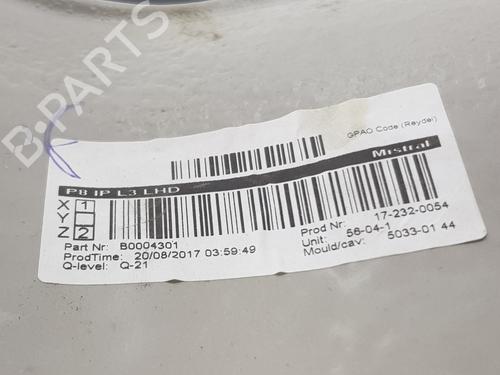 B-PARTS
GPAO Code (Reydel)
P8 IP L3 LHD Mistral
X 1
Y
Z 2
Part Nr: B0004301
ProdTime: 20/08/2017 03:59:49
Q-level: Q-21
Prod Nr: 17-232-0054
Unit: 56-04-1
Mould/cav: 5033-01 44